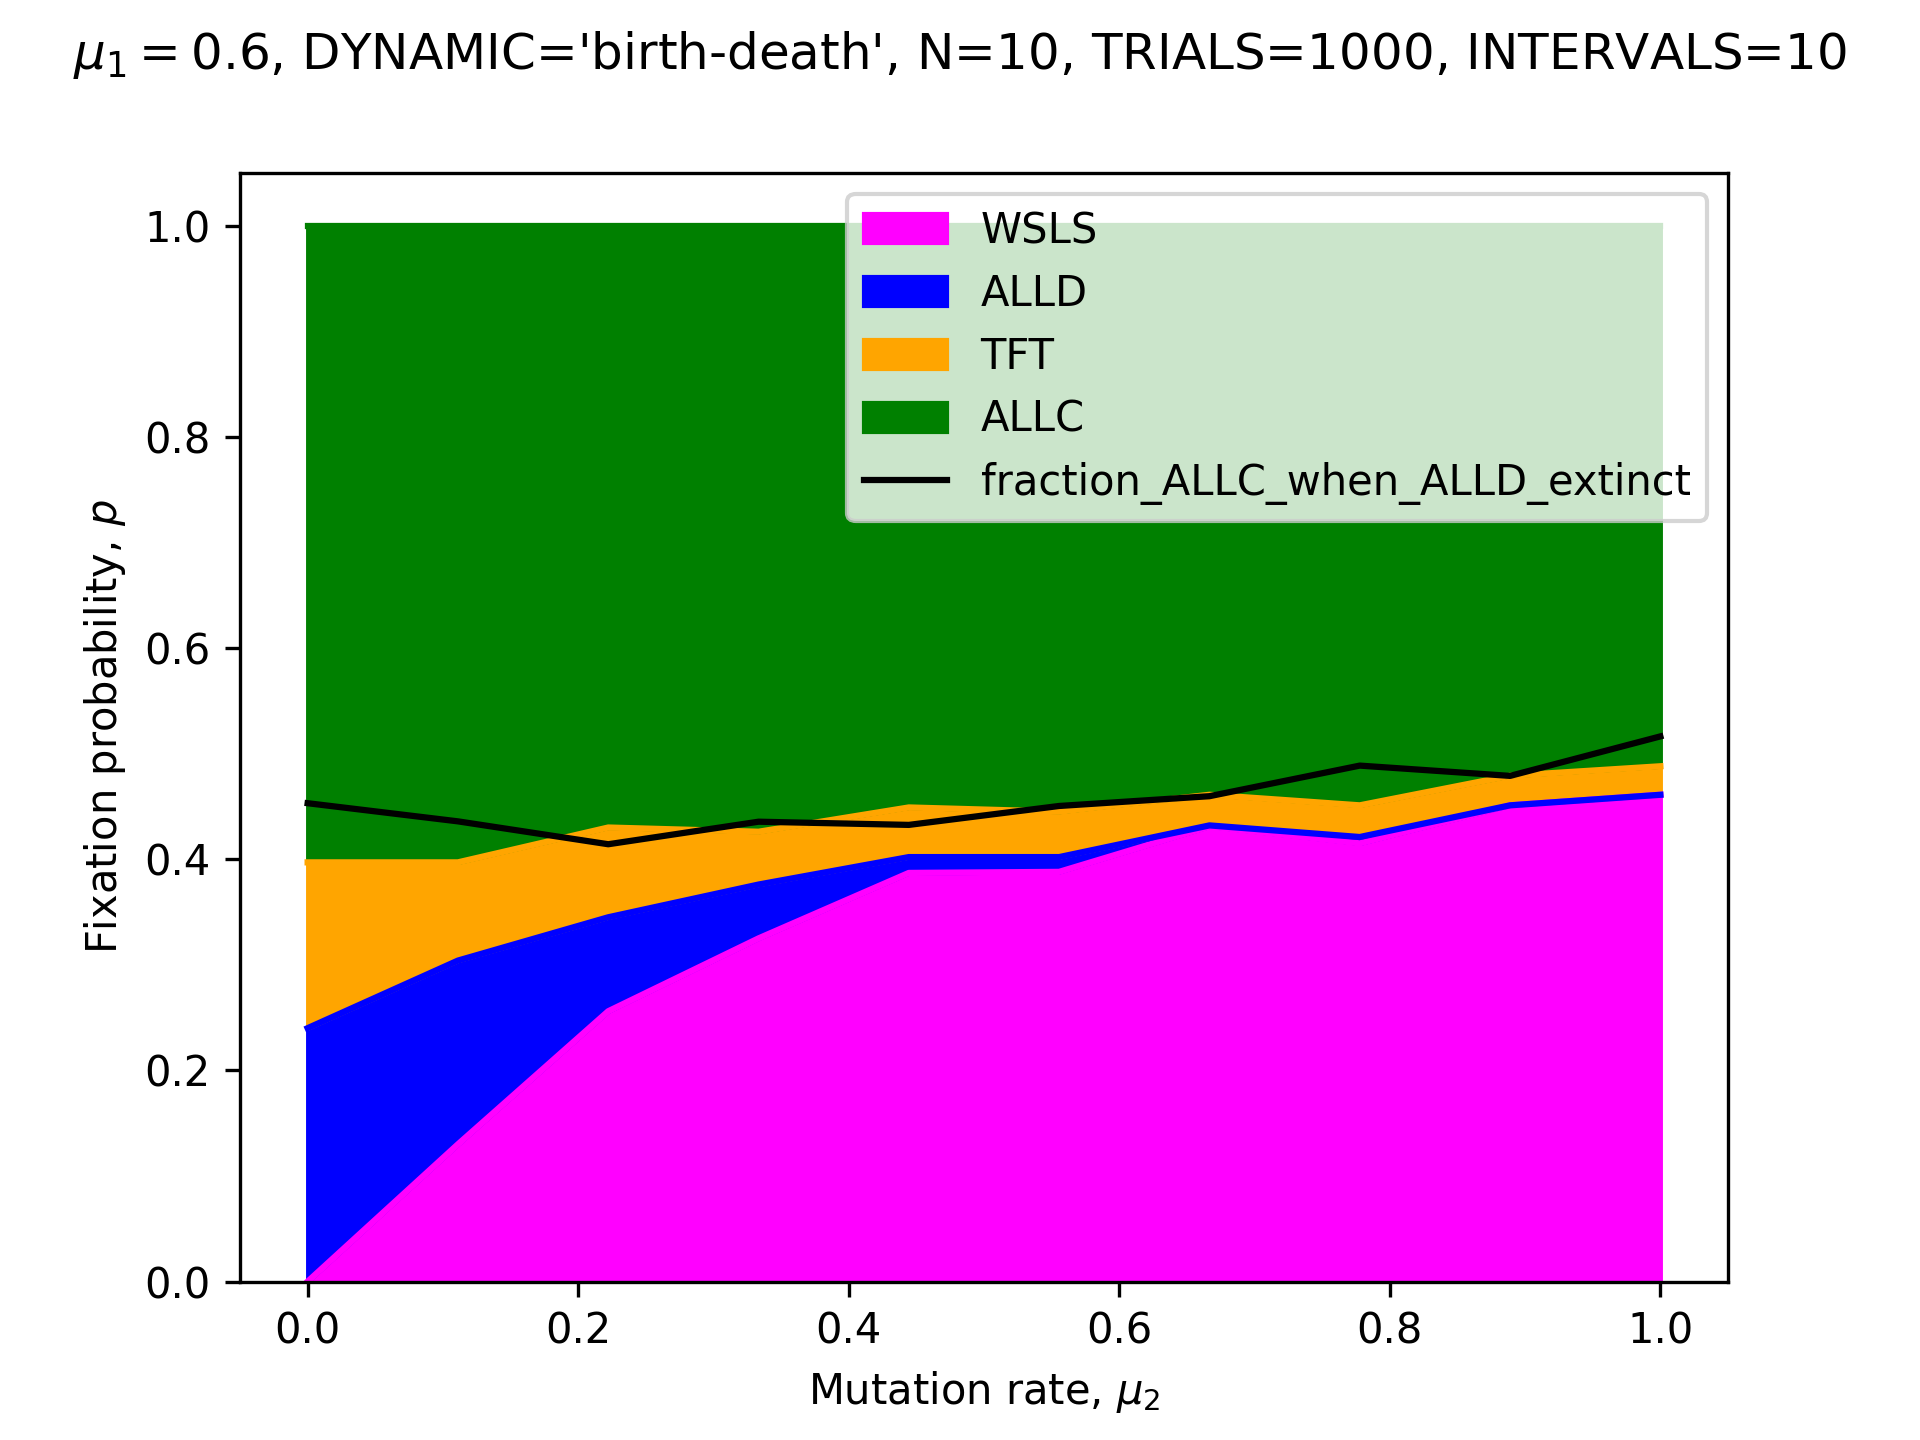 μ₁ = 0.6, DYNAMIC='birth-death', N=10, TRIALS=1000, INTERVALS=10
WSLS
ALLD
TFT
ALLC
fraction_ALLC_when_ALLD_extinct
1.0
0.8
0.6
0.4
0.2
0.0
Fixation probability, p
0.0 0.2 0.4 0.6 0.8 1.0
Mutation rate, μ₂